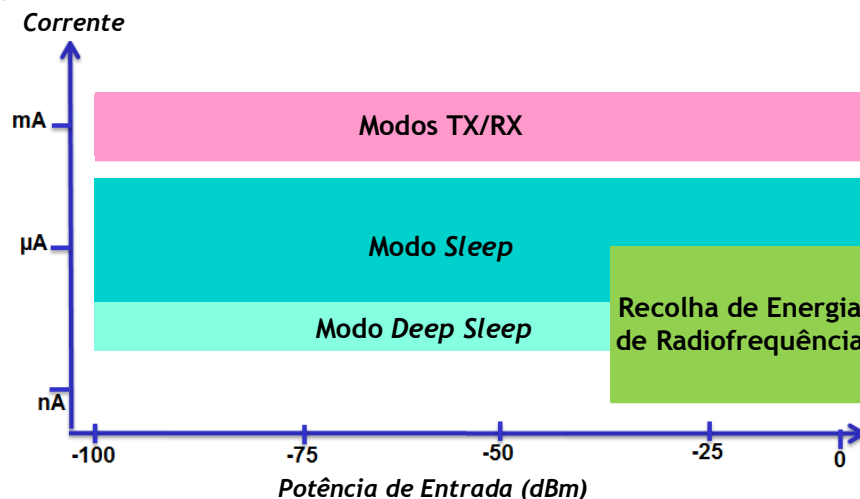 Corrente
mA
Modos TX/RX
µA
Modo Sleep
Recolha de Energia
de Radiofrequência
Modo Deep Sleep
nA
-100
-75
-50
-25
0
Potência de Entrada (dBm)